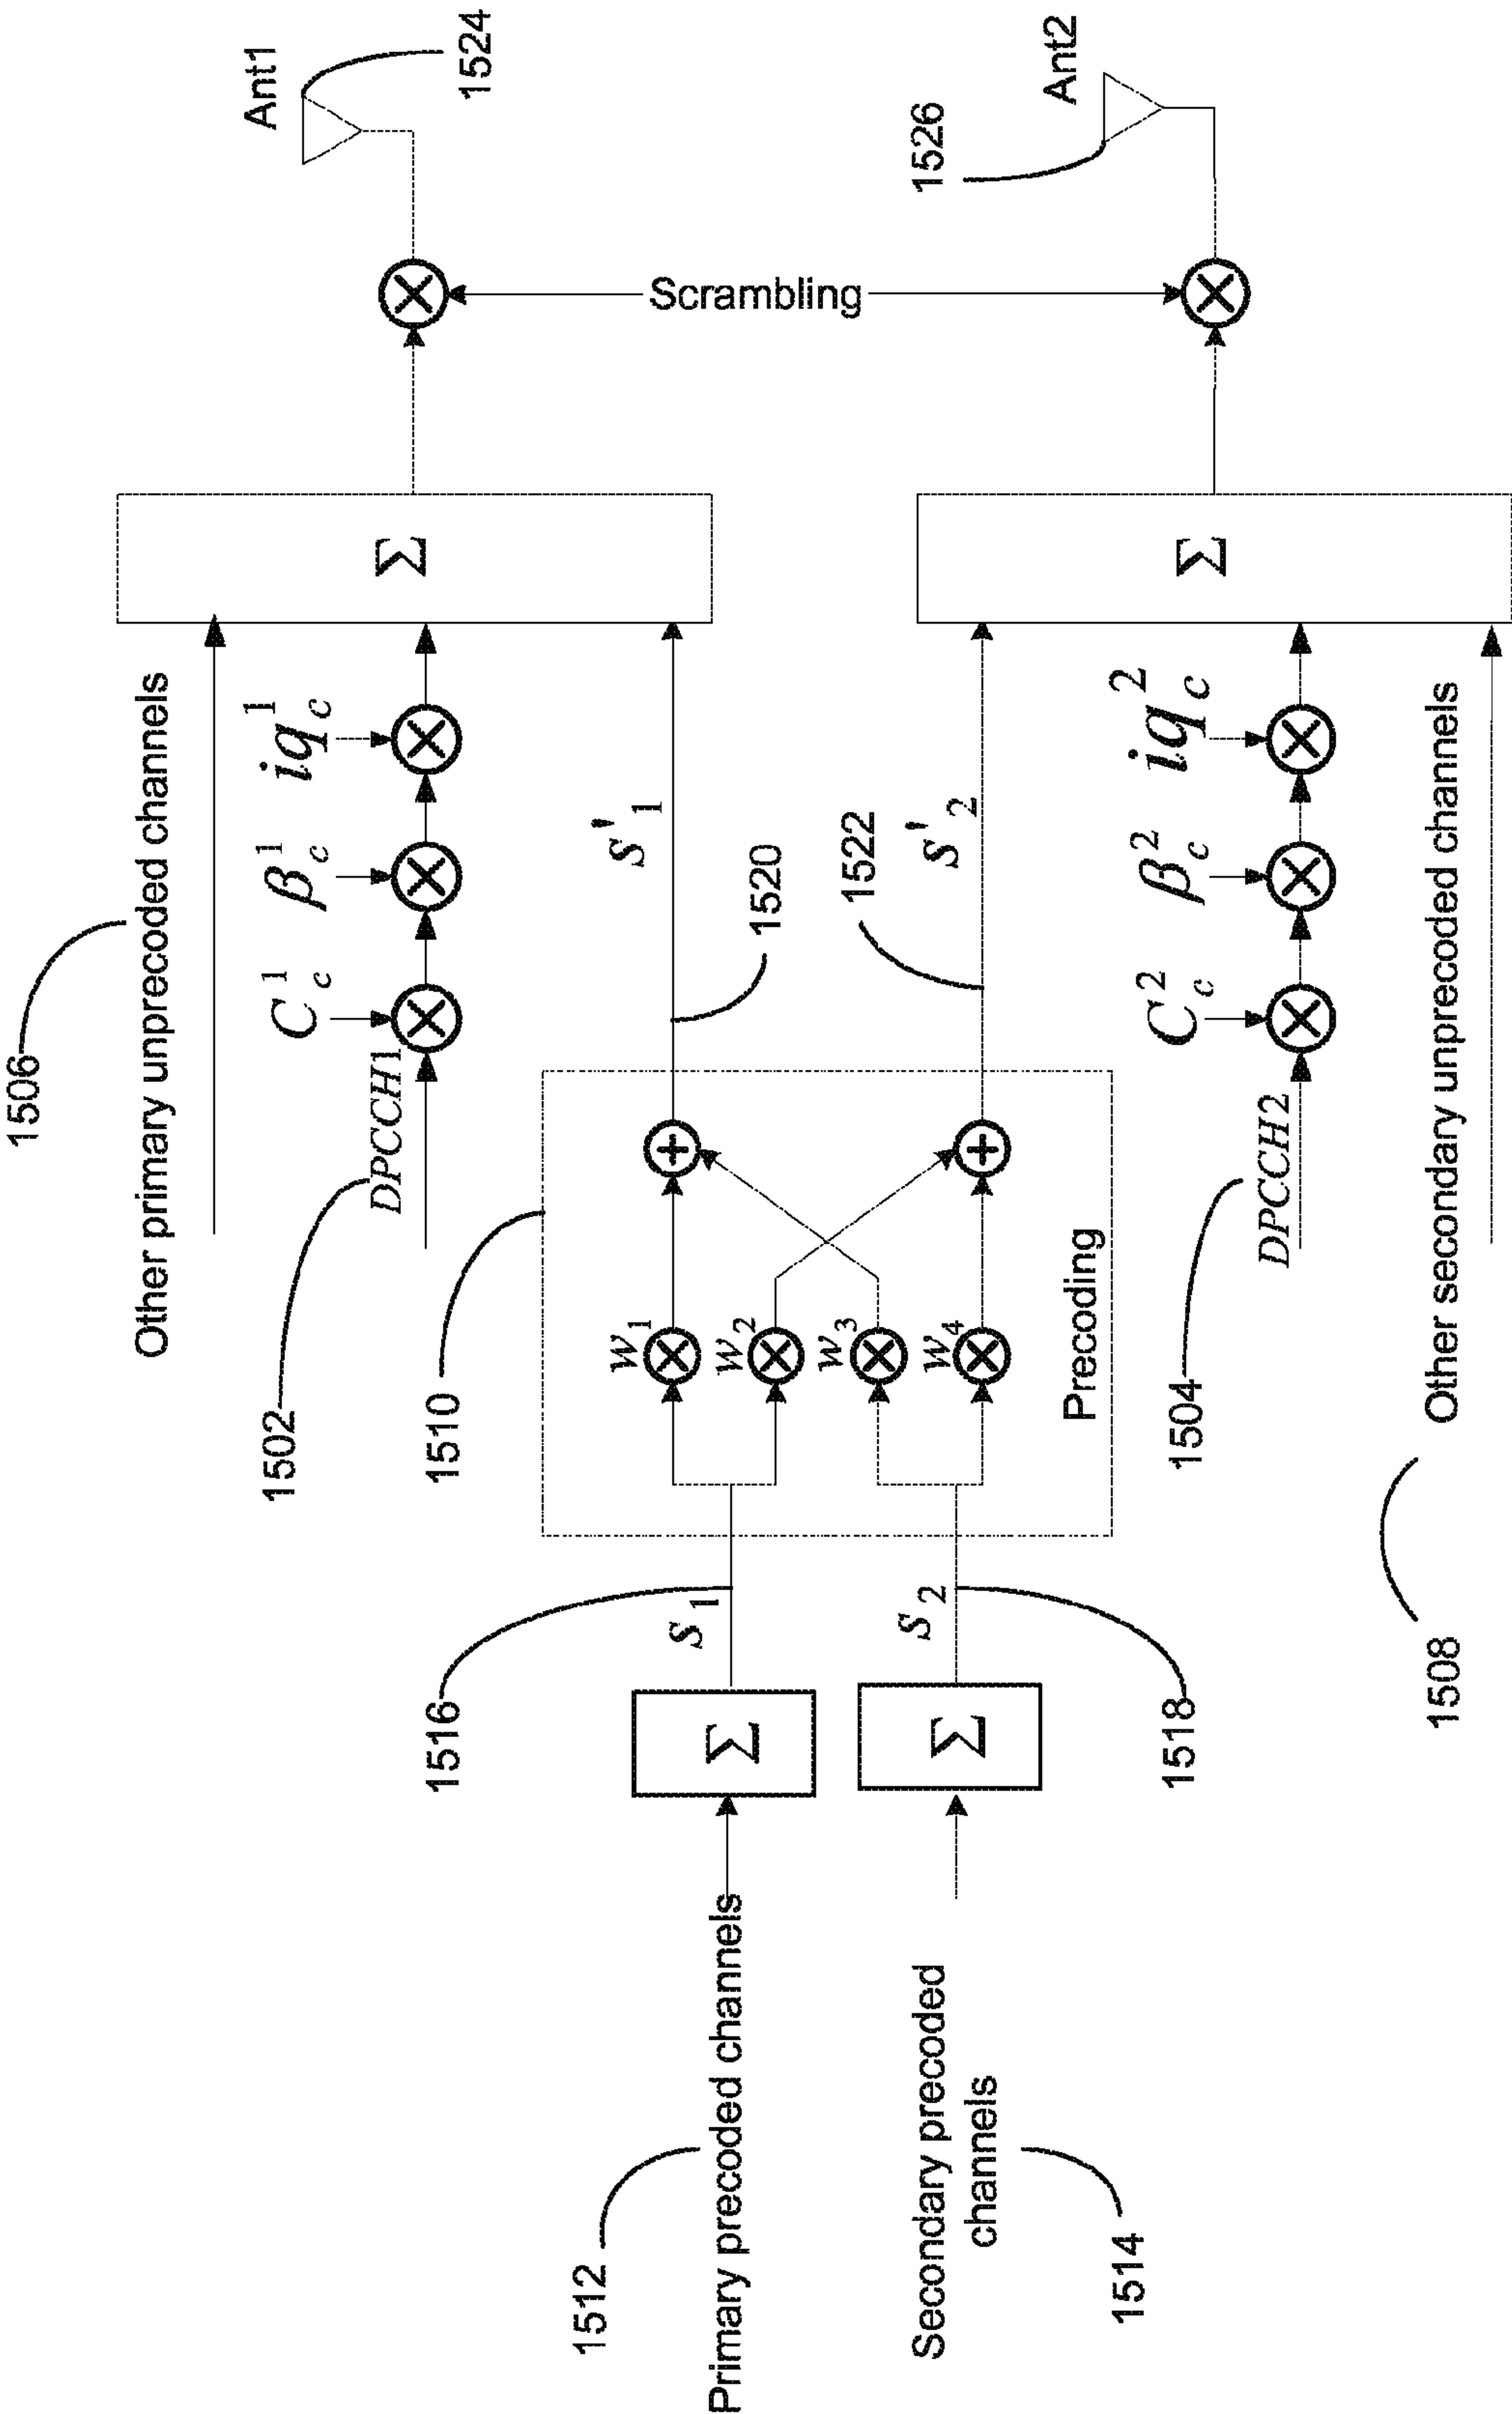 1506
Other primary unprecoded channels
1502
DPCCH1
C_c^1
β_c^1
iq_c^1
Σ
Ant1
1524
1510
w_1
w_2
w_3
w_4
Precoding
s'_1
1520
1522
s'_2
Scrambling
1516
s_1
Σ
1512
Primary precoded channels
s_2
Σ
1518
Secondary precoded
channels
1514
1504
DPCCH2
C_c^2
β_c^2
iq_c^2
Σ
1526
Ant2
Other secondary unprecoded channels
1508